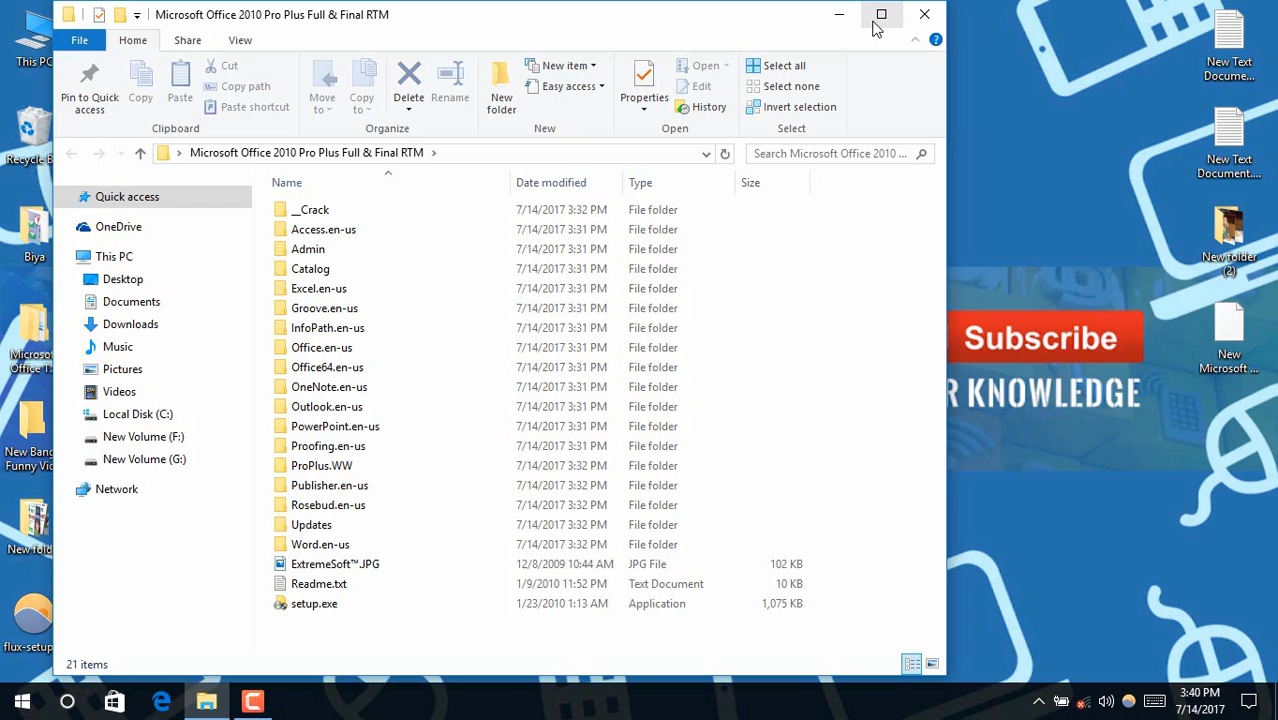 Microsoft Office 2010 Pro Plus Full & Final RTM
File Home Share View
Pin to Quick access
Copy
Paste
Cut
Copy path
Paste shortcut
Clipboard
Move to
Copy to
Delete
Rename
Organize
New folder
New item
Easy access
New
Properties
Open
Edit
History
Open
Select all
Select none
Invert selection
Select
Microsoft Office 2010 Pro Plus Full & Final RTM
Search Microsoft Office 2010 ...
Quick access
OneDrive
This PC
Desktop
Documents
Downloads
Music
Pictures
Videos
Local Disk (C:)
New Volume (F:)
New Volume (G:)
Network
Name Date modified Type Size
__Crack 7/14/2017 3:32 PM File folder
Access.en-us 7/14/2017 3:31 PM File folder
Admin 7/14/2017 3:31 PM File folder
Catalog 7/14/2017 3:31 PM File folder
Excel.en-us 7/14/2017 3:31 PM File folder
Groove.en-us 7/14/2017 3:31 PM File folder
InfoPath.en-us 7/14/2017 3:31 PM File folder
Office.en-us 7/14/2017 3:31 PM File folder
Office64.en-us 7/14/2017 3:31 PM File folder
OneNote.en-us 7/14/2017 3:31 PM File folder
Outlook.en-us 7/14/2017 3:31 PM File folder
PowerPoint.en-us 7/14/2017 3:31 PM File folder
Proofing.en-us 7/14/2017 3:31 PM File folder
ProPlus.WW 7/14/2017 3:32 PM File folder
Publisher.en-us 7/14/2017 3:32 PM File folder
Rosebud.en-us 7/14/2017 3:32 PM File folder
Updates 7/14/2017 3:32 PM File folder
Word.en-us 7/14/2017 3:32 PM File folder
ExtremeSoft™.JPG 12/8/2009 10:44 AM JPG File 102 KB
Readme.txt 1/9/2010 11:52 PM Text Document 10 KB
setup.exe 1/23/2010 1:13 AM Application 1,075 KB
21 items
This PC
Recycle B
Biya
Micros
Office T
New Ban
Funny Vi
New fol
flux-setu
New Text
Docume...
New Text
Document....
New folder
(2)
New
Microsoft ...
Subscribe
R KNOWLEDGE
3:40 PM
7/14/2017